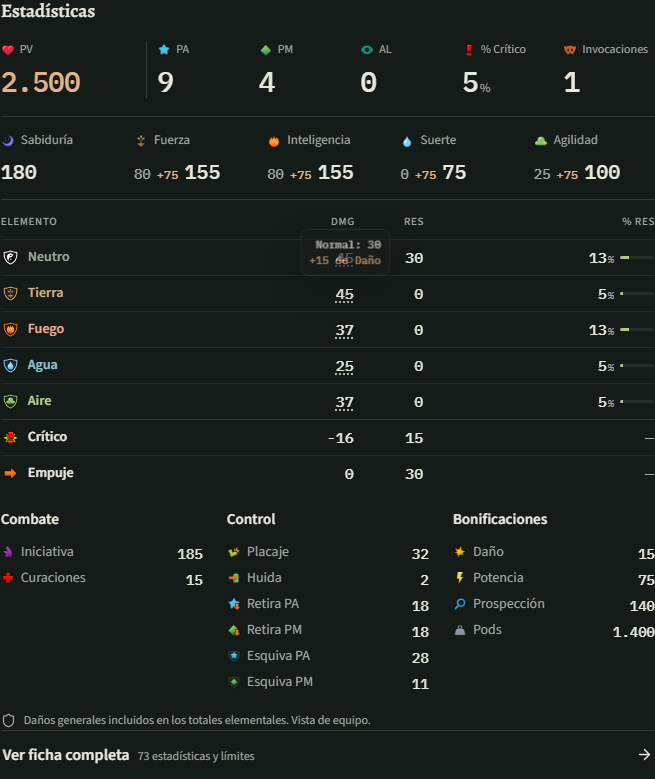 Estadísticas
PV PA PM AL % Crítico Invocaciones
2.500 9 4 0 5% 1
Sabiduría Fuerza Inteligencia Suerte Agilidad
180 80 +75 155 80 +75 155 0 +75 75 25 +75 100
ELEMENTO DMG RES % RES
Normal: 30
Neutro 45 30 13%
+15 de Daño
Tierra 45 0 5%
Fuego 37 0 13%
Agua 25 0 5%
Aire 37 0 5%
Crítico -16 15 —
Empuje 0 30 —
Combate
Iniciativa 185
Curaciones 15
Control
Placaje 32
Huida 2
Retira PA 18
Retira PM 18
Esquiva PA 28
Esquiva PM 11
Bonificaciones
Daño 15
Potencia 75
Prospección 140
Pods 1.400
Daños generales incluidos en los totales elementales. Vista de equipo.
Ver ficha completa 73 estadísticas y límites →